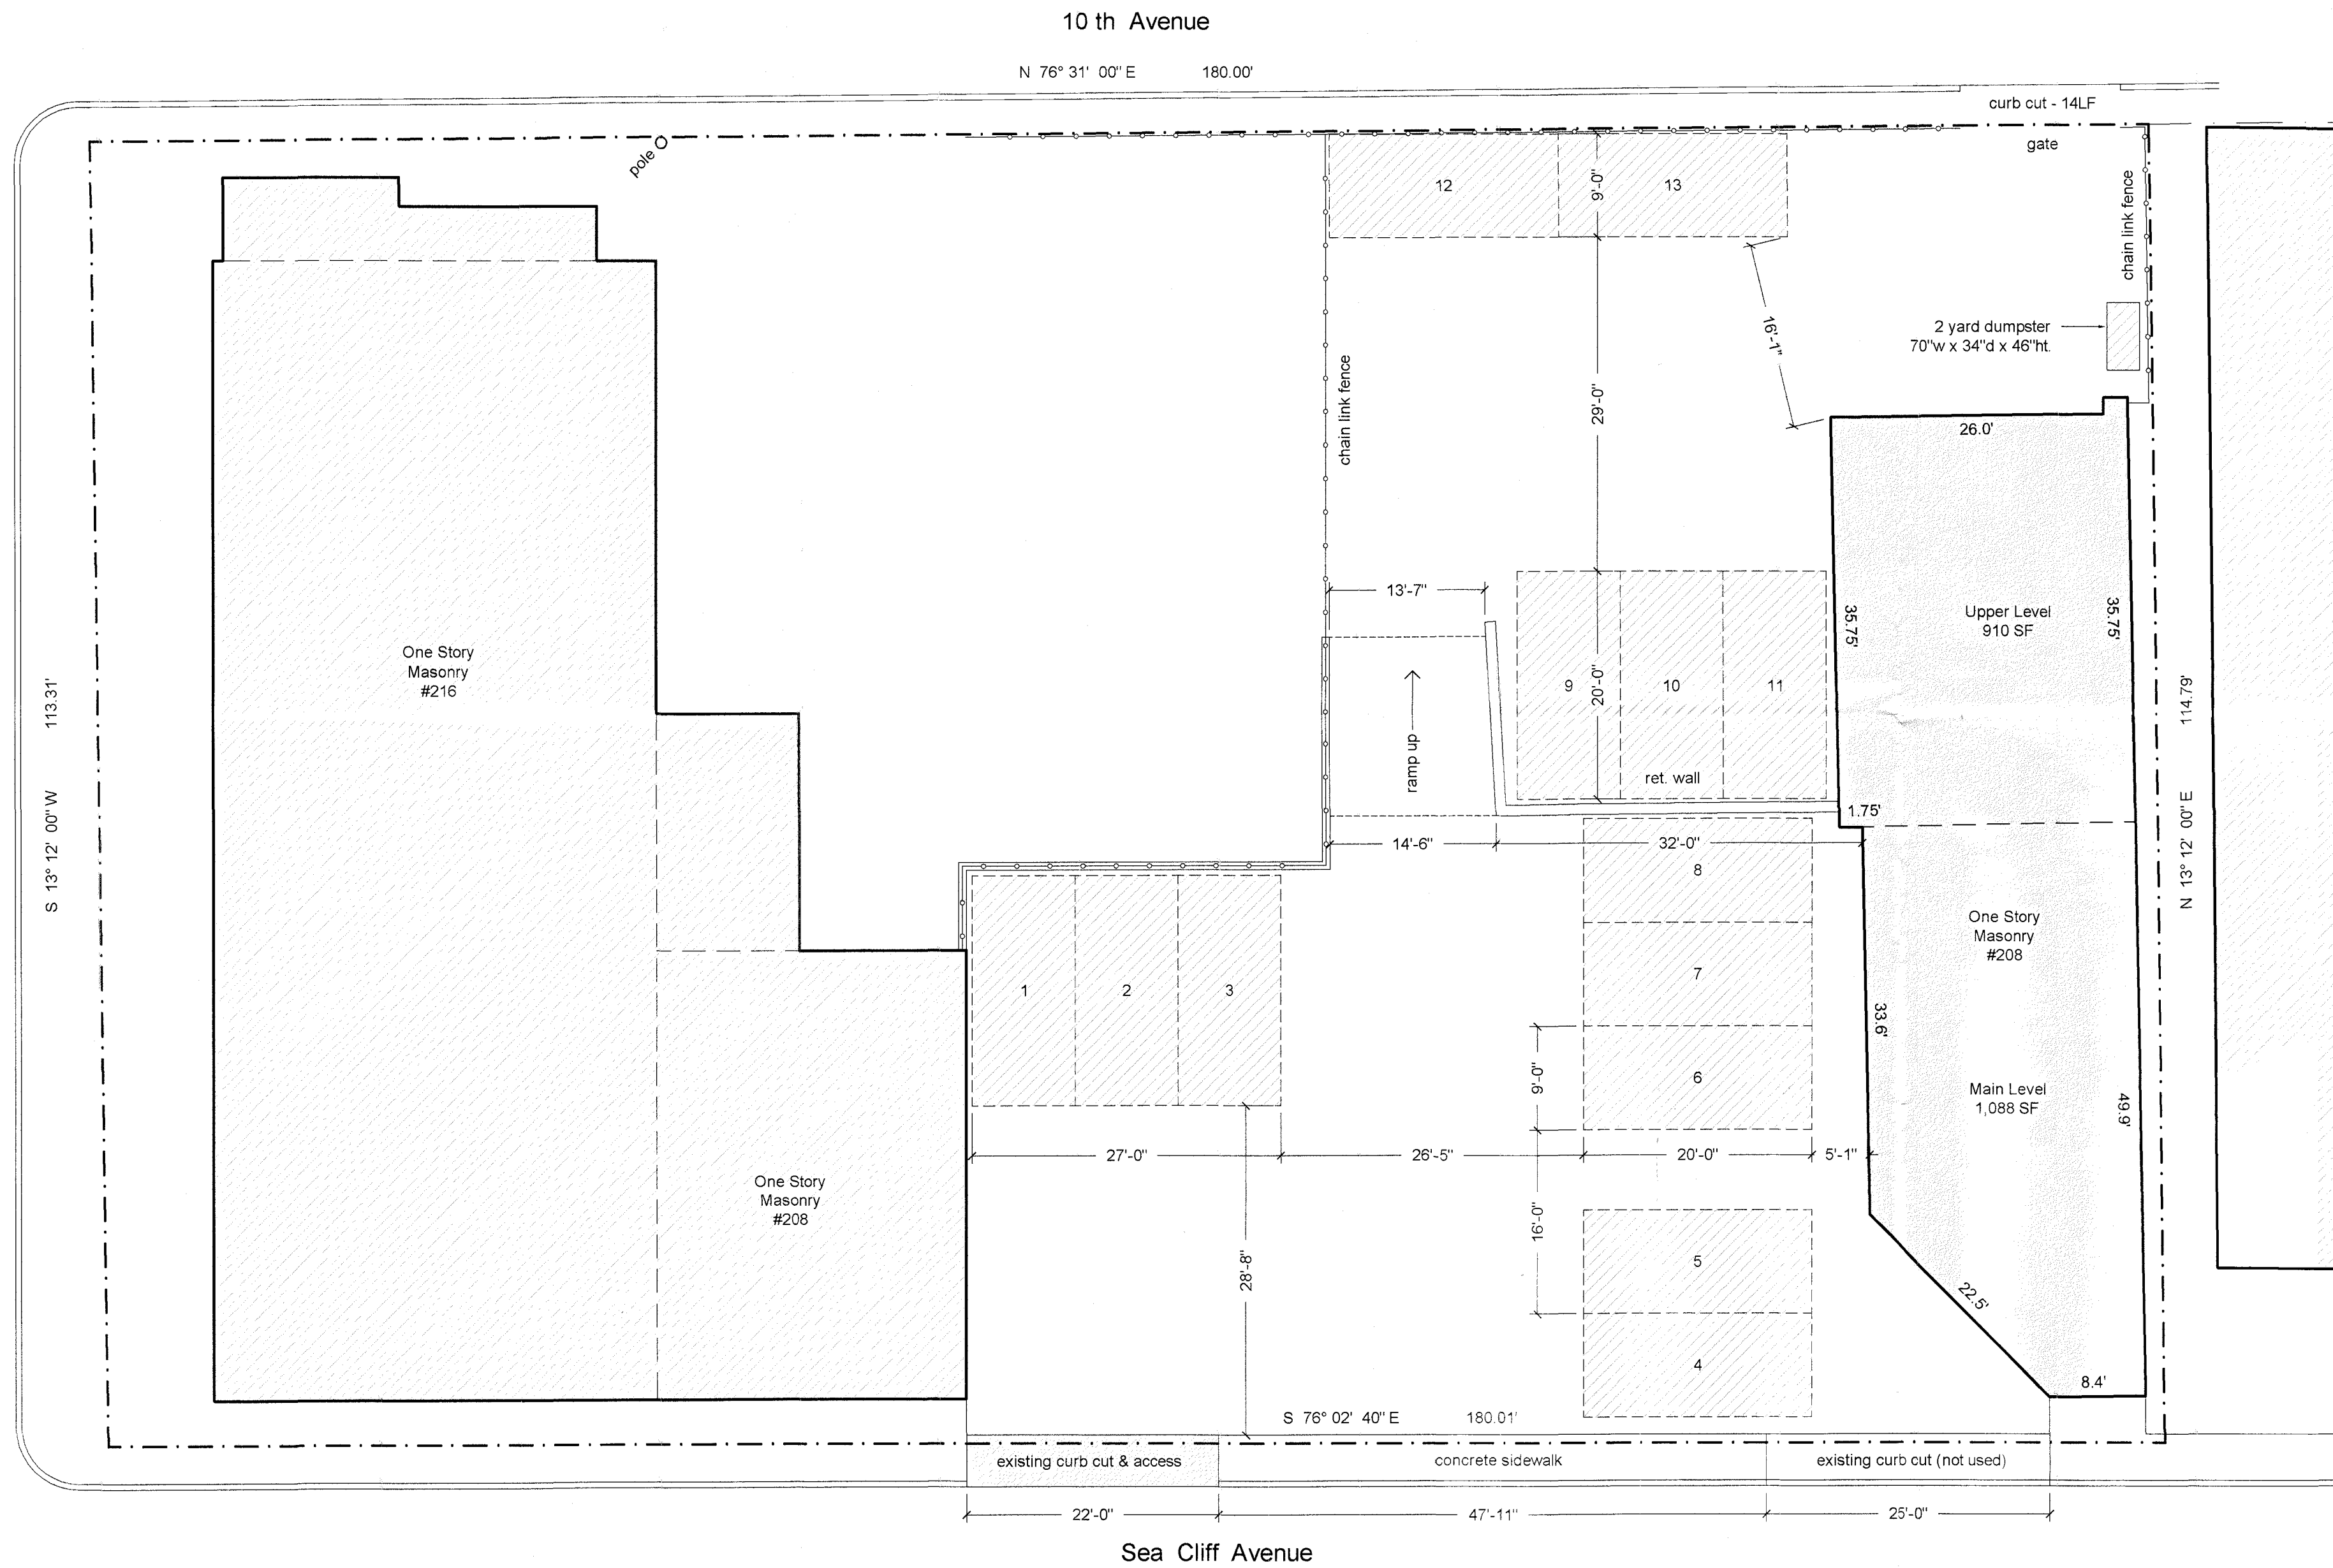 10 th Avenue
N 76° 31' 00" E 180.00'
curb cut - 14LF
gate
pole
12
13
9'-0"
chain link fence
16'-1"
2 yard dumpster
70"w x 34"d x 46"ht.
29'-0"
chain link fence
26.0'
13'-7"
35.75'
Upper Level
910 SF
35.75'
One Story
Masonry
#216
S 13° 12' 00" W 113.31'
N 13° 12' 00" E 114.79'
9
20'-0"
10
11
ramp up
ret. wall
1.75'
14'-6"
32'-0"
8
One Story
Masonry
#208
7
1
2
3
33.6'
6
9'-0"
Main Level
1,088 SF
49.9'
27'-0"
26'-5"
20'-0"
5'-1"
One Story
Masonry
#208
16'-0"
28'-8"
5
22.5'
4
8.4'
S 76° 02' 40" E 180.01'
existing curb cut & access
concrete sidewalk
existing curb cut (not used)
22'-0"
47'-11"
25'-0"
Sea Cliff Avenue